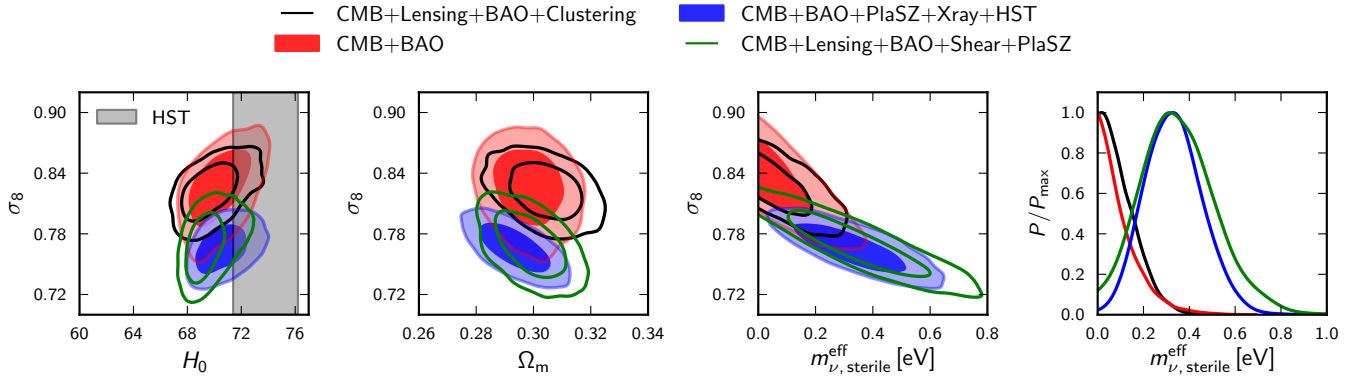 CMB+Lensing+BAO+Clustering
CMB+BAO+PlaSZ+Xray+HST
CMB+BAO
CMB+Lensing+BAO+Shear+PlaSZ
HST
σ8
0.90
0.84
0.78
0.72
60 64 68 72 76
H0
σ8
0.90
0.84
0.78
0.72
0.26 0.28 0.30 0.32 0.34
Ωm
σ8
0.90
0.84
0.78
0.72
0.0 0.2 0.4 0.6 0.8
m^eff_ν, sterile [eV]
P/Pmax
1.0
0.8
0.6
0.4
0.2
0.0
0.0 0.2 0.4 0.6 0.8 1.0
m^eff_ν, sterile [eV]